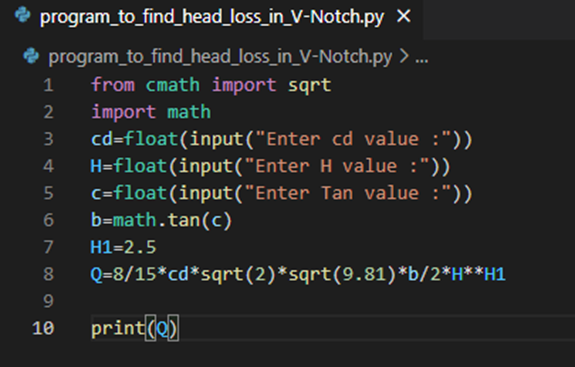 program_to_find_head_loss_in_V-Notch.py ×
program_to_find_head_loss_in_V-Notch.py > ...
1 from cmath import sqrt
2 import math
3 cd=float(input("Enter cd value :"))
4 H=float(input("Enter H value :"))
5 c=float(input("Enter Tan value :"))
6 b=math.tan(c)
7 H1=2.5
8 Q=8/15*cd*sqrt(2)*sqrt(9.81)*b/2*H**H1
9
10 print(Q)